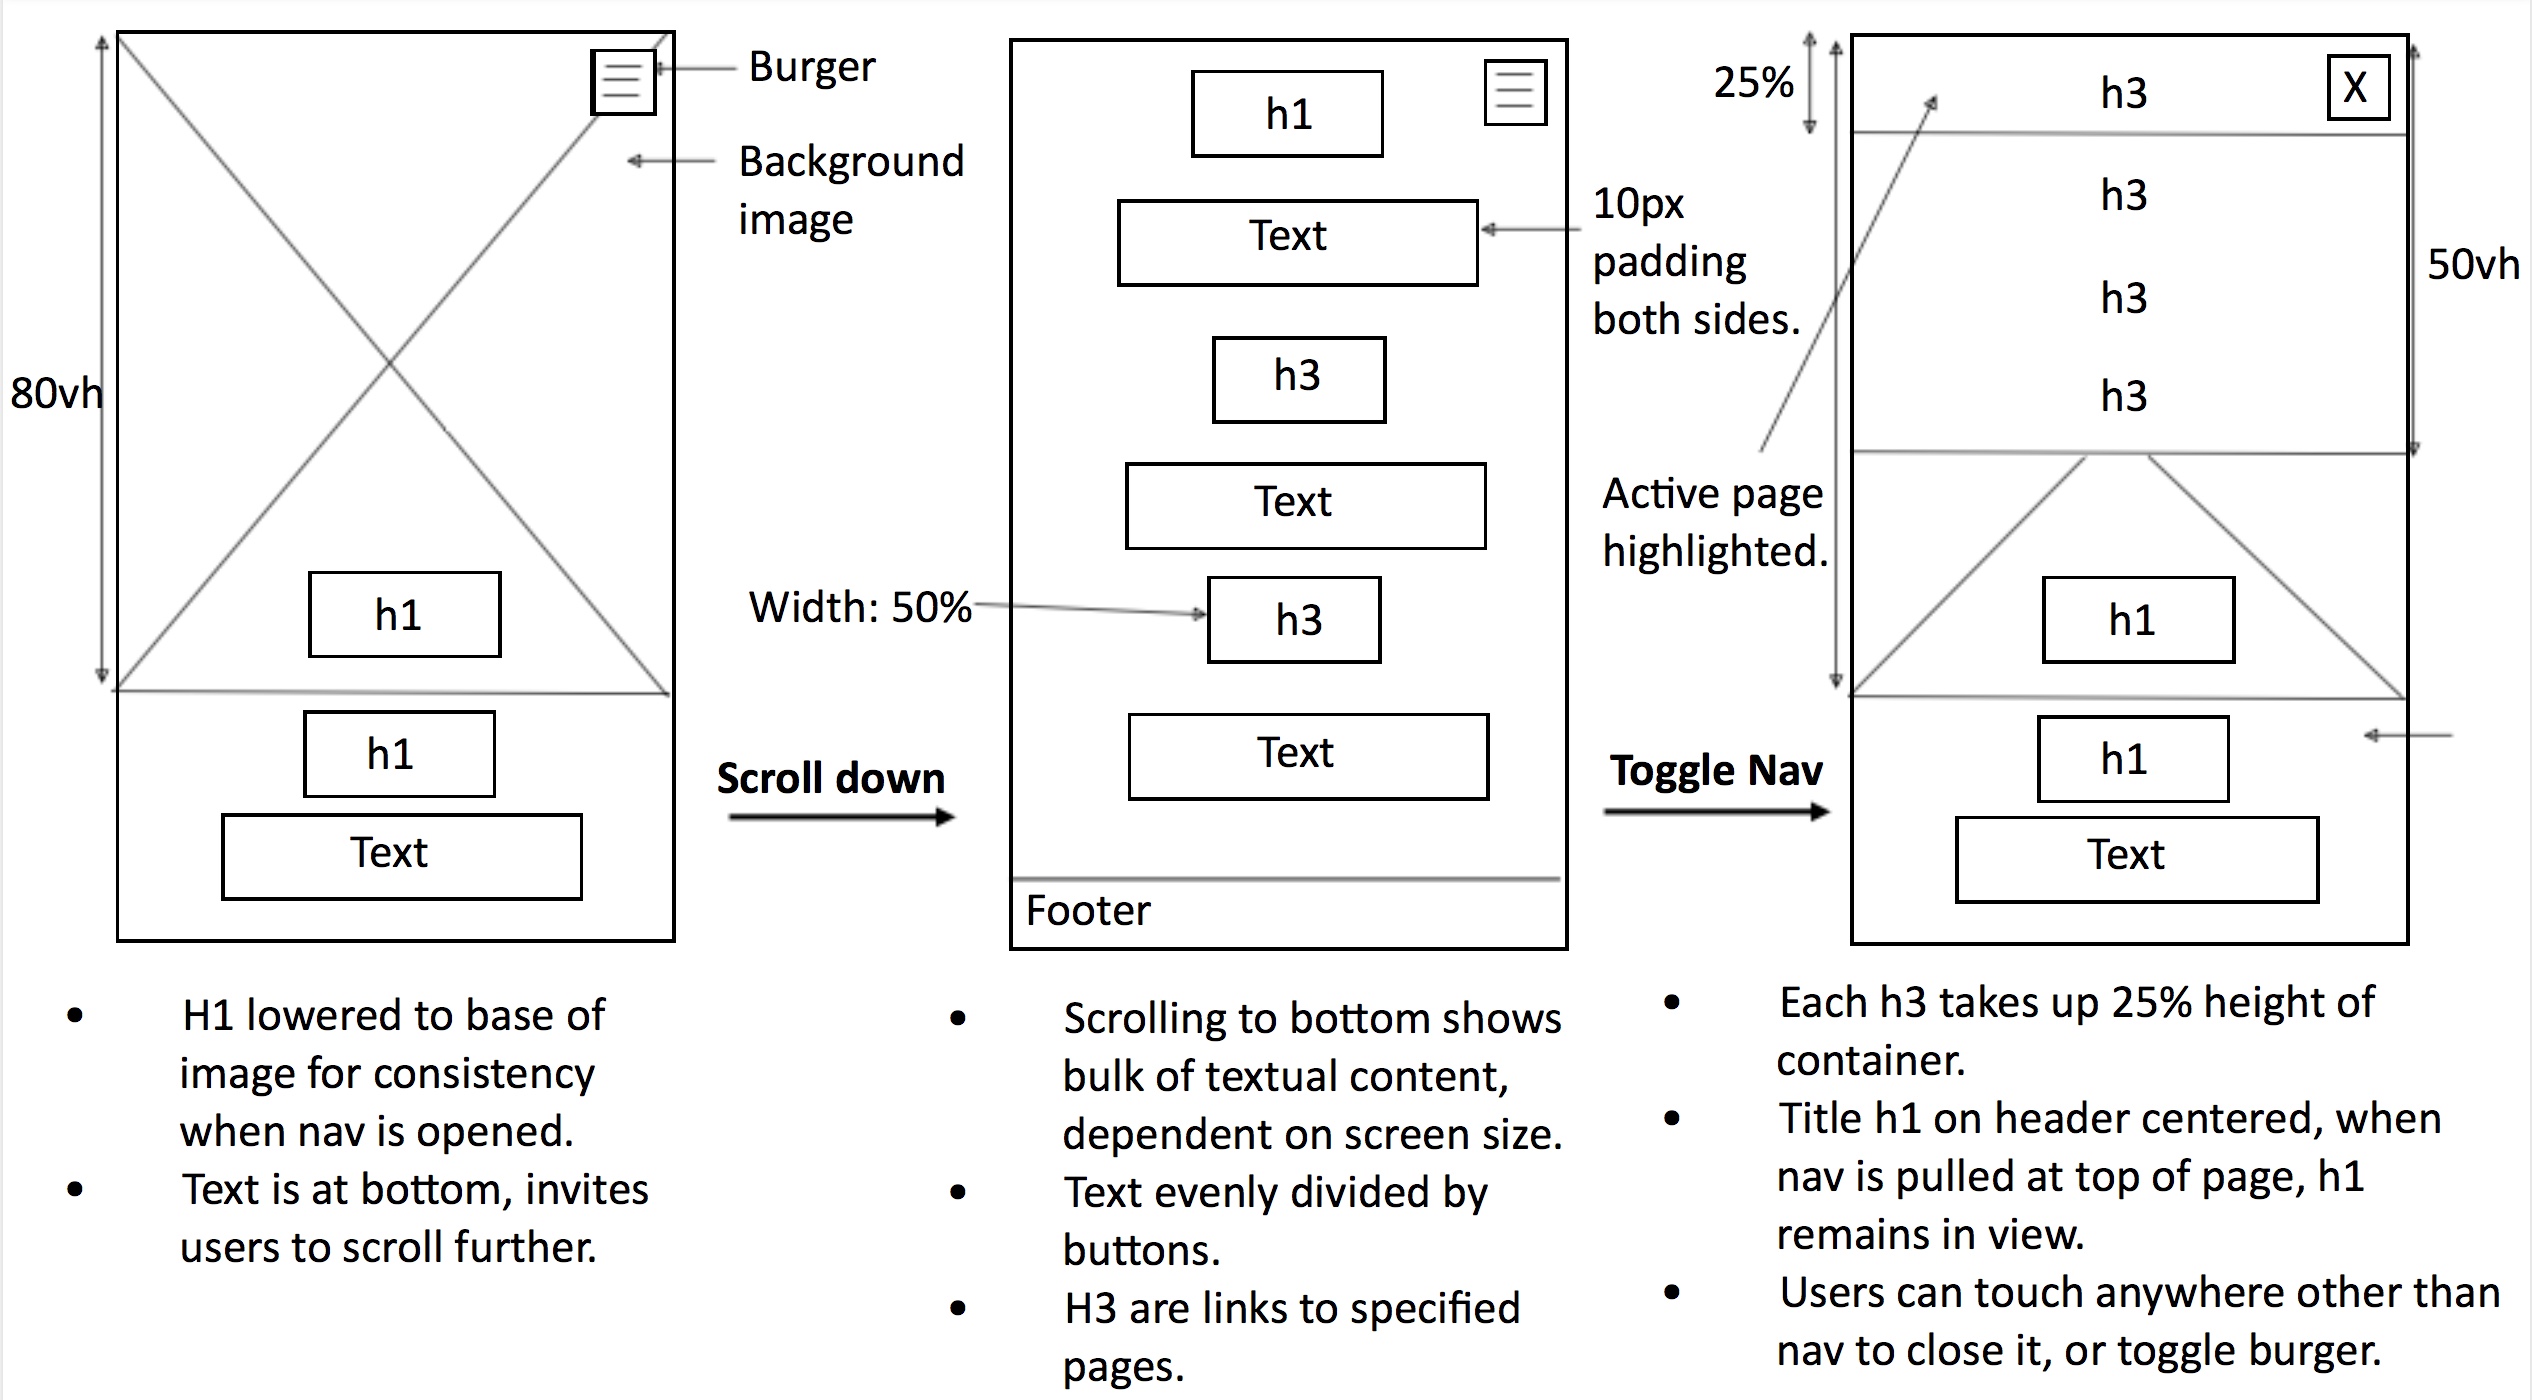 Burger
Background
image
80vh
h1
h1
Text
Scroll down
h1
Text
10px
padding
both sides.
h3
Text
Width: 50%
h3
Text
Footer
Toggle Nav
25%
h3
X
h3
h3
h3
50vh
Active page
highlighted.
h1
h1
Text
• H1 lowered to base of
image for consistency
when nav is opened.
• Text is at bottom, invites
users to scroll further.
• Scrolling to bottom shows
bulk of textual content,
dependent on screen size.
• Text evenly divided by
buttons.
• H3 are links to specified
pages.
• Each h3 takes up 25% height of
container.
• Title h1 on header centered, when
nav is pulled at top of page, h1
remains in view.
• Users can touch anywhere other than
nav to close it, or toggle burger.